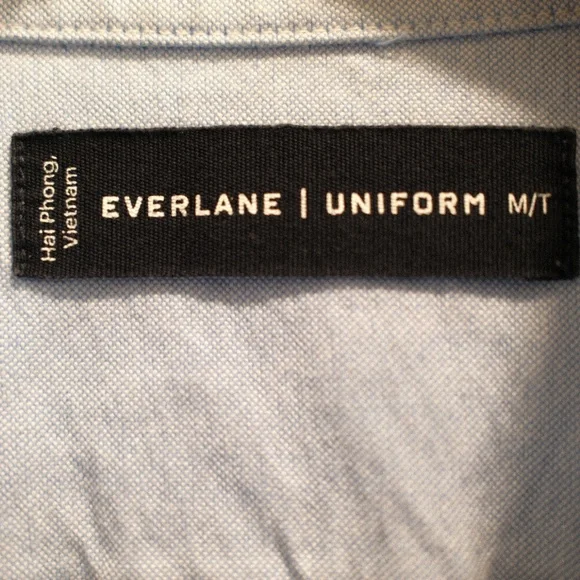 Hai Phong,
Vietnam
EVERLANE | UNIFORM M/T